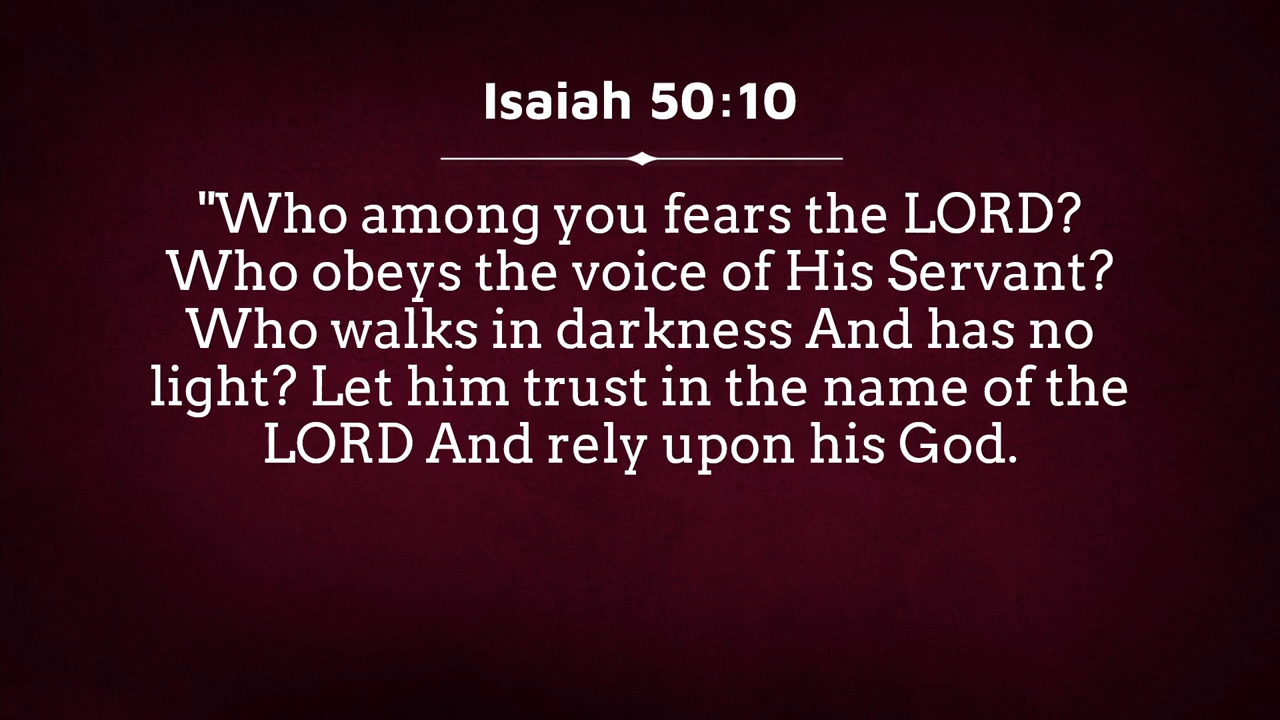 Isaiah 50:10
"Who among you fears the LORD?
Who obeys the voice of His Servant?
Who walks in darkness And has no
light? Let him trust in the name of the
LORD And rely upon his God.